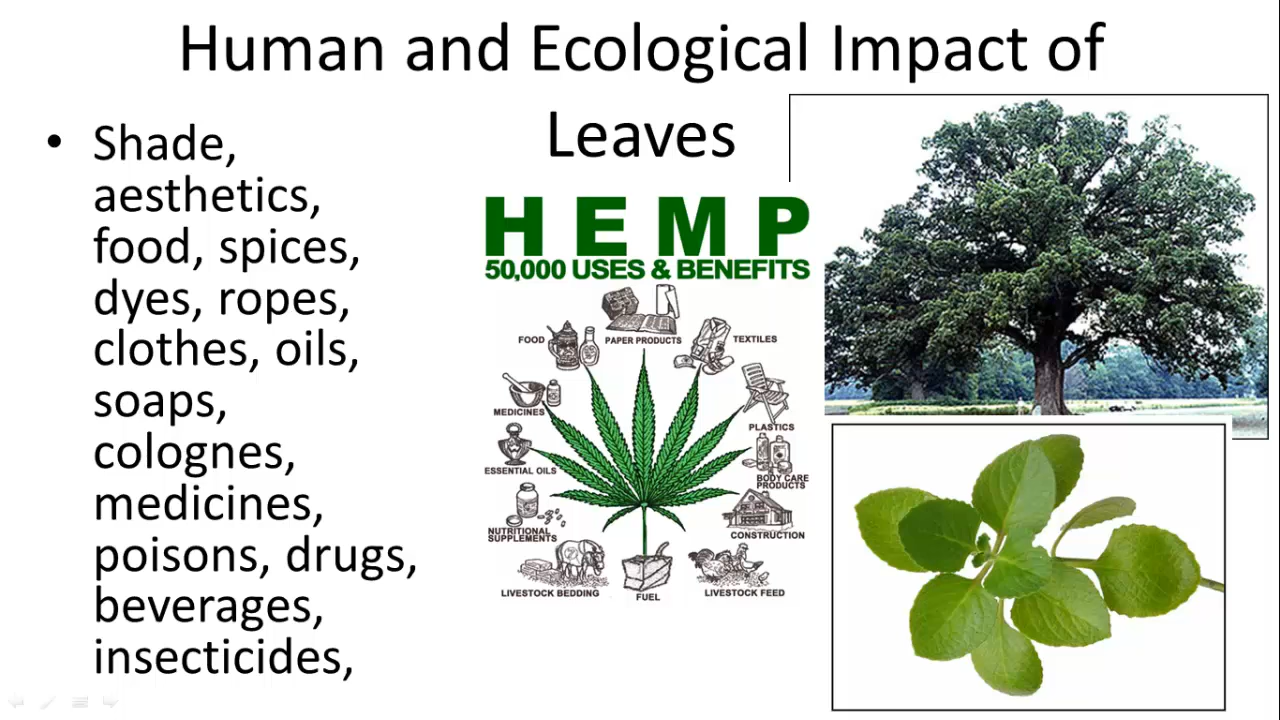 Human and Ecological Impact of
Leaves
• Shade,
aesthetics,
food, spices,
dyes, ropes,
clothes, oils,
soaps,
colognes,
medicines,
poisons, drugs,
beverages,
insecticides,
HEMP
50,000 USES & BENEFITS
FOOD
PAPER PRODUCTS
TEXTILES
MEDICINES
PLASTICS
ESSENTIAL OILS
BODY CARE
PRODUCTS
NUTRITIONAL
SUPPLEMENTS
CONSTRUCTION
LIVESTOCK BEDDING
FUEL
LIVESTOCK FEED